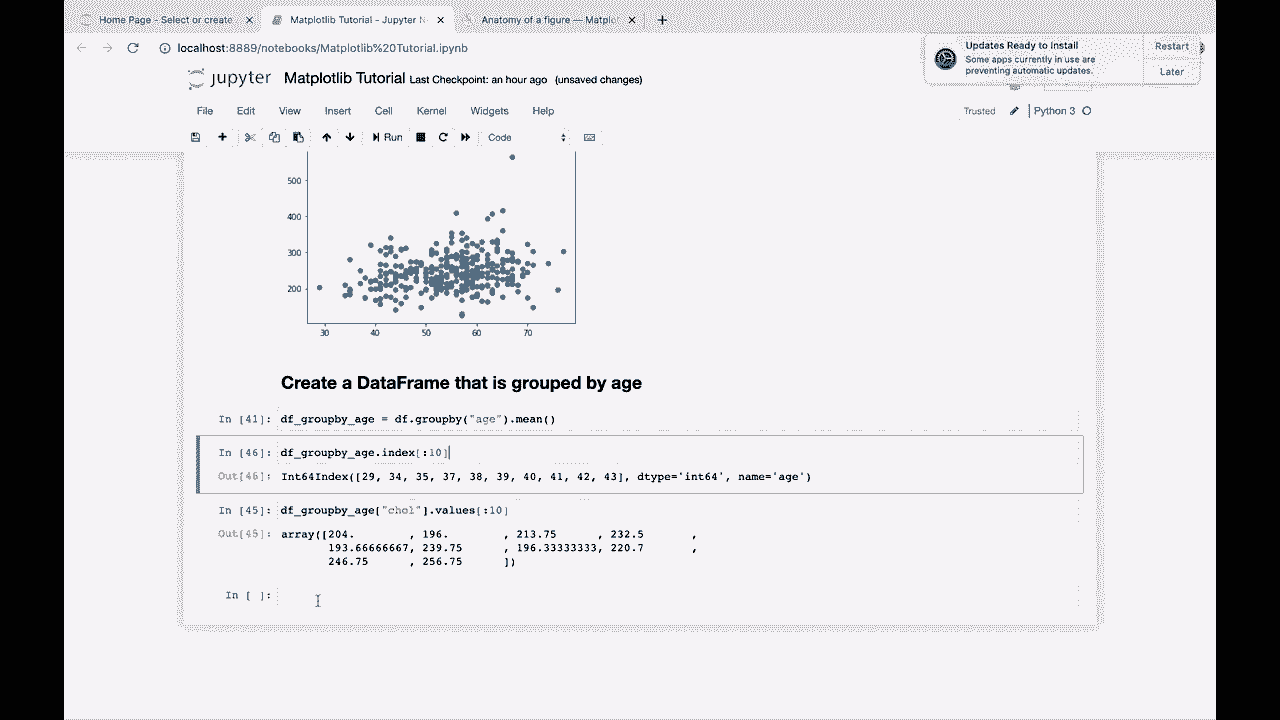 Home Page - Select or create
Matplotlib Tutorial - Jupyter N
Anatomy of a figure — Matplot
localhost:8889/notebooks/Matplotlib%20Tutorial.ipynb
Updates Ready to Install
Some apps currently in use are
preventing automatic updates.
Restart
Later
jupyter Matplotlib Tutorial Last Checkpoint: an hour ago (unsaved changes)
File Edit View Insert Cell Kernel Widgets Help
Trusted Python 3
Run Code
500
400
300
200
30 40 50 60 70
Create a DataFrame that is grouped by age
In [41]: df_groupby_age = df.groupby("age").mean()
In [46]: df_groupby_age.index[:10]
Out[46]: Int64Index([29, 34, 35, 37, 38, 39, 40, 41, 42, 43], dtype='int64', name='age')
In [45]: df_groupby_age["chol"].values[:10]
Out[45]: array([204. , 196. , 213.75 , 232.5 ,
193.66666667, 239.75 , 196.33333333, 220.7 ,
246.75 , 256.75 ])
In [ ]: